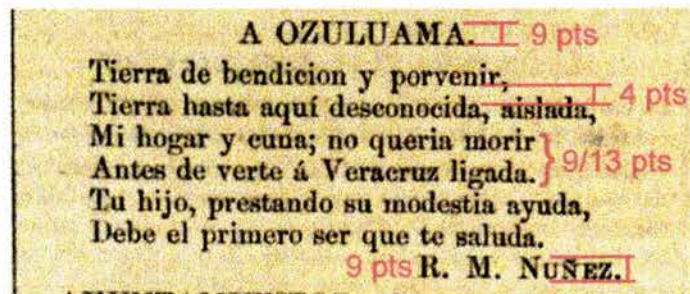 A OZULUAMA. 9 pts
Tierra de bendicion y porvenir,
Tierra hasta aquí desconocida, aislada, 4 pts
Mi hogar y cuna; no queria morir
Antes de verte á Veracruz ligada. 9/13 pts
Tu hijo, prestando su modestia ayuda,
Debe el primero ser que te saluda.
9 pts R. M. NUÑEZ.